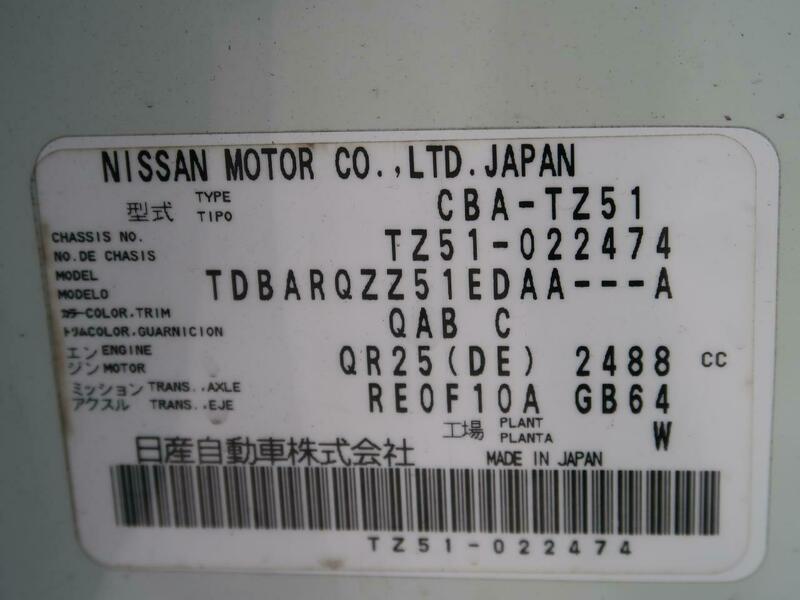 NISSAN MOTOR CO.,LTD.JAPAN
型式 TYPE TIPO CBA-TZ51
CHASSIS NO. NO.DE CHASIS TZ51-022474
MODEL MODELO TDBARQZZ51EDAA---A
カラーCOLOR.TRIM トリムCOLOR.GUARNICION QAB C
エンジン ENGINE MOTOR QR25(DE) 2488 CC
ミッション アクスル TRANS..AXLE TRANS..EJE RE0F10A GB64
工場 PLANT PLANTA W
日産自動車株式会社 MADE IN JAPAN
TZ51-022474